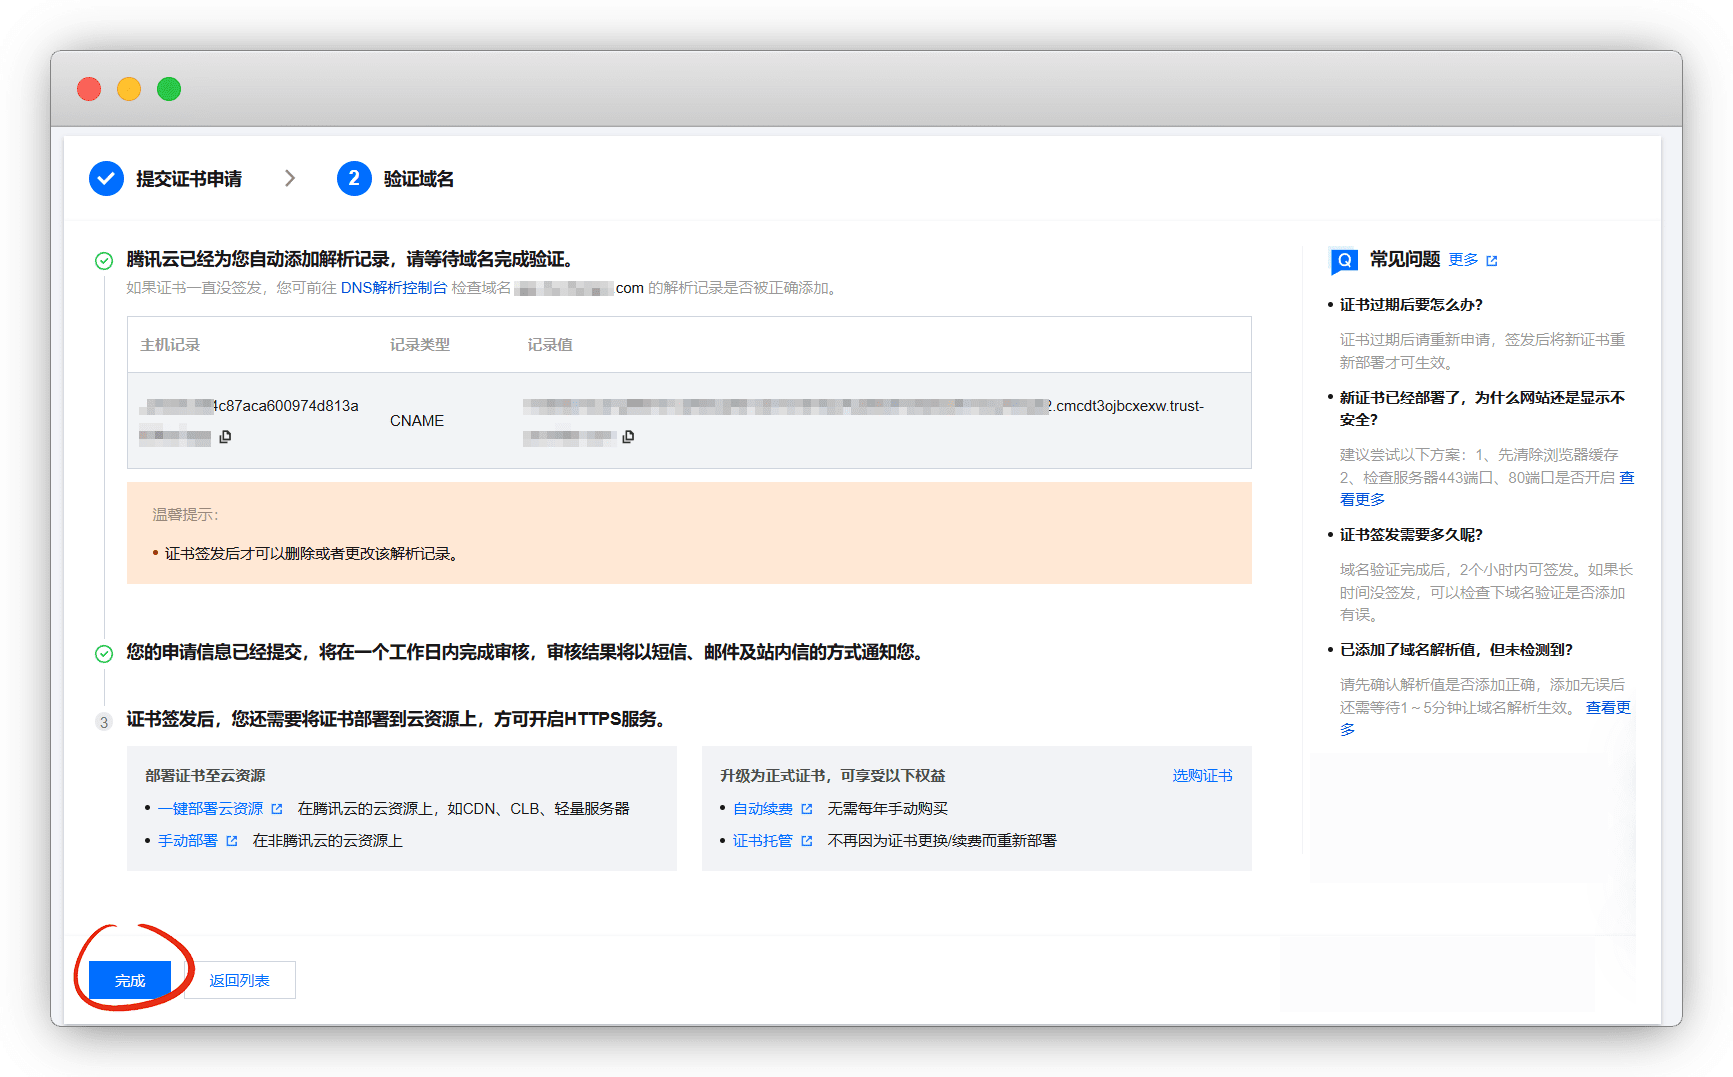 提交证书申请
2 验证域名
腾讯云已经为您自动添加解析记录，请等待域名完成验证。
如果证书一直没签发，您可前往 DNS解析控制台 检查域名 com 的解析记录是否被正确添加。
主机记录 记录类型 记录值
4c87aca600974d813a
CNAME
2.cmcdt3ojbcxexw.trust-
温馨提示：
• 证书签发后才可以删除或者更改该解析记录。
您的申请信息已经提交，将在一个工作日内完成审核，审核结果将以短信、邮件及站内信的方式通知您。
3 证书签发后，您还需要将证书部署到云资源上，方可开启HTTPS服务。
部署证书至云资源
• 一键部署云资源 在腾讯云的云资源上，如CDN、CLB、轻量服务器
• 手动部署 在非腾讯云的云资源上
升级为正式证书，可享受以下权益 选购证书
• 自动续费 无需每年手动购买
• 证书托管 不再因为证书更换/续费而重新部署
完成 返回列表
Q 常见问题 更多
• 证书过期后要怎么办？
证书过期后请重新申请，签发后将新证书重
新部署才可生效。
• 新证书已经部署了，为什么网站还是显示不
安全？
建议尝试以下方案：1、先清除浏览器缓存
2、检查服务器443端口、80端口是否开启 查
看更多
• 证书签发需要多久呢？
域名验证完成后，2个小时内可签发。如果长
时间没签发，可以检查下域名验证是否添加
有误。
• 已添加了域名解析值，但未检测到？
请先确认解析值是否添加正确，添加无误后
还需等待1～5分钟让域名解析生效。 查看更
多